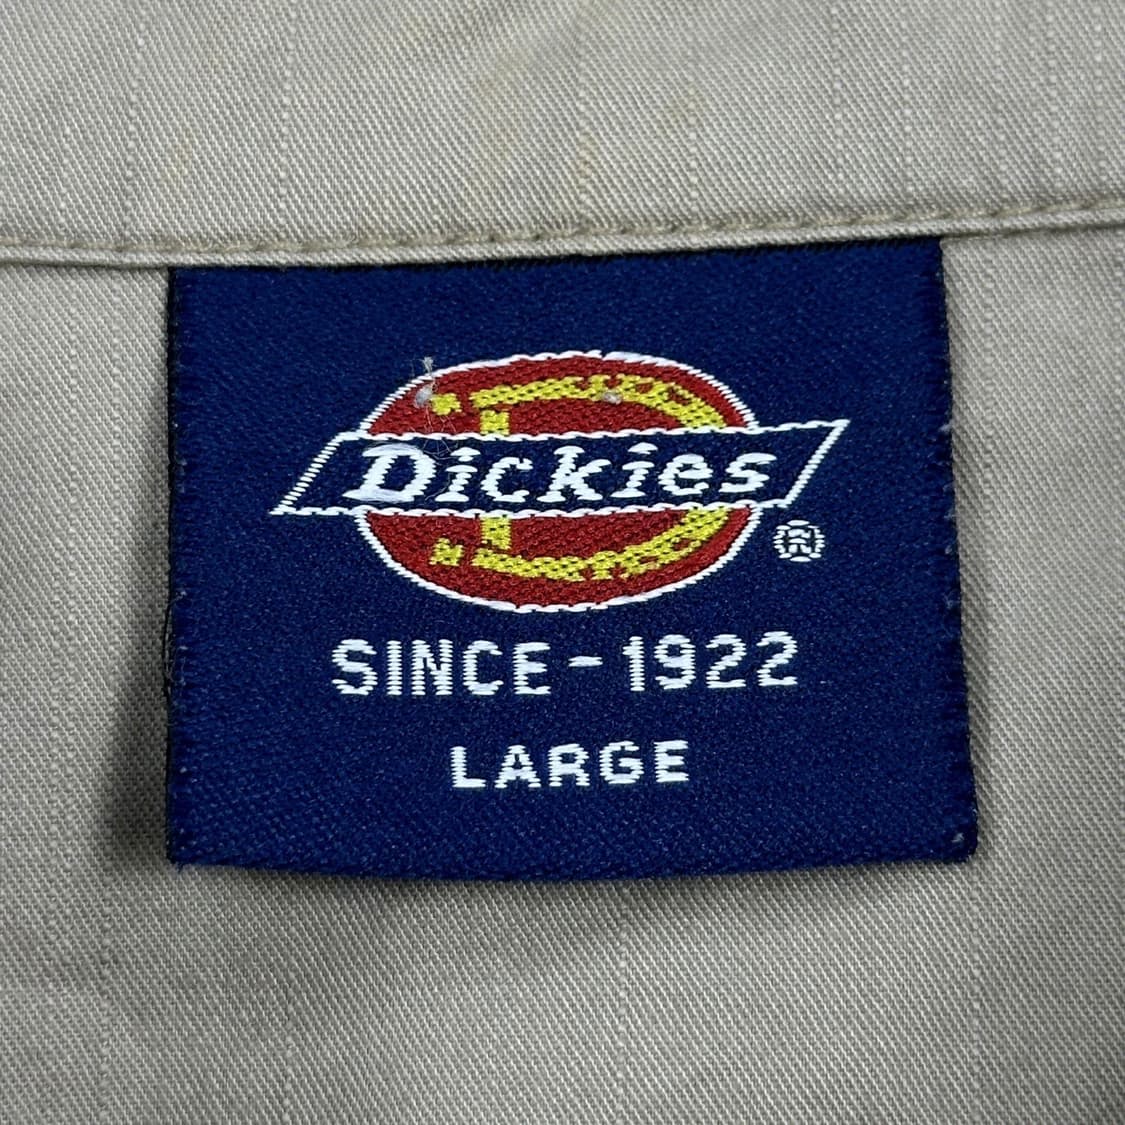 Dickies ®
SINCE - 1922
LARGE